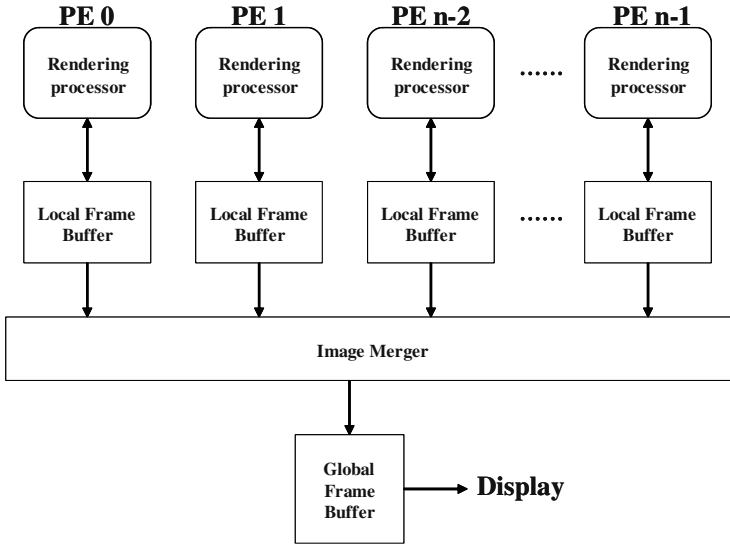 PE 0
PE 1
PE n-2
PE n-1
Rendering
processor
Rendering
processor
Rendering
processor
......
Rendering
processor
Local Frame
Buffer
Local Frame
Buffer
Local Frame
Buffer
......
Local Frame
Buffer
Image Merger
Global
Frame
Buffer
Display